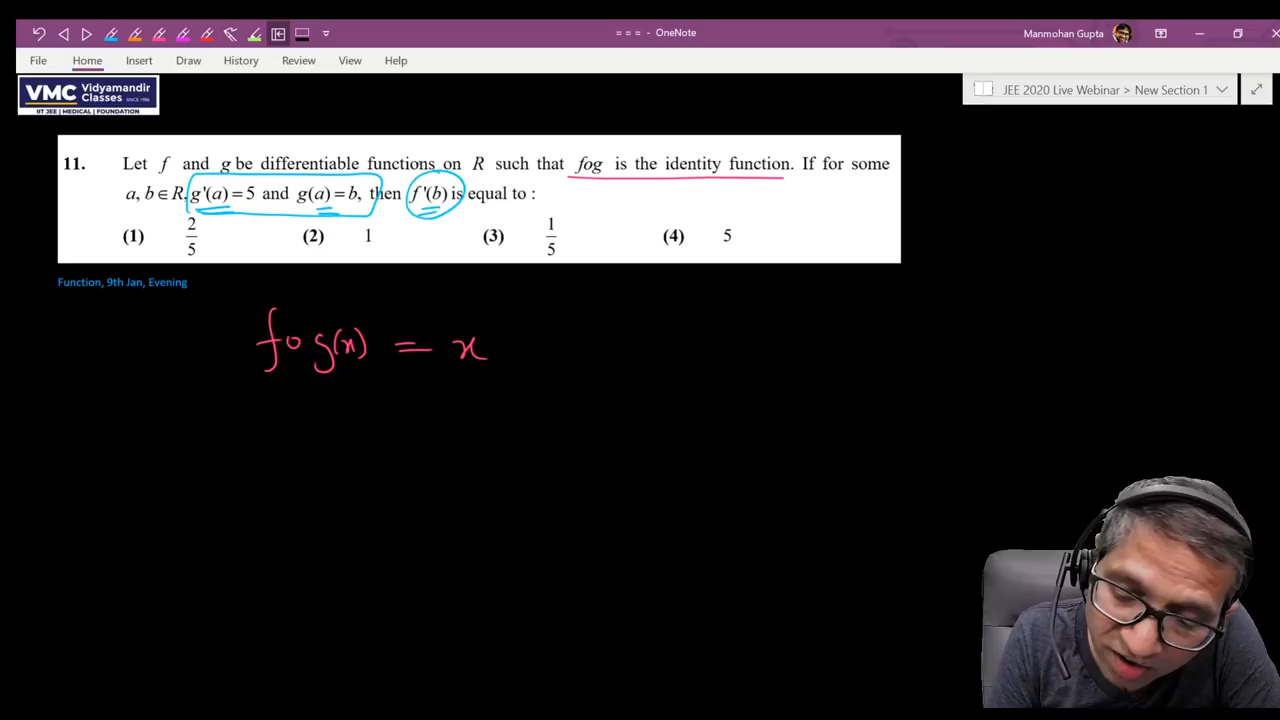 = = = - OneNote
Manmohan Gupta
File Home Insert Draw History Review View Help
VMC Vidyamandir Classes SINCE 1986
IIT JEE | MEDICAL | FOUNDATION
JEE 2020 Live Webinar > New Section 1
11. Let f and g be differentiable functions on R such that fog is the identity function. If for some
a, b ∈ R, g'(a) = 5 and g(a) = b, then f'(b) is equal to :
(1) 2/5 (2) 1 (3) 1/5 (4) 5
Function, 9th Jan, Evening
fog(x) = x